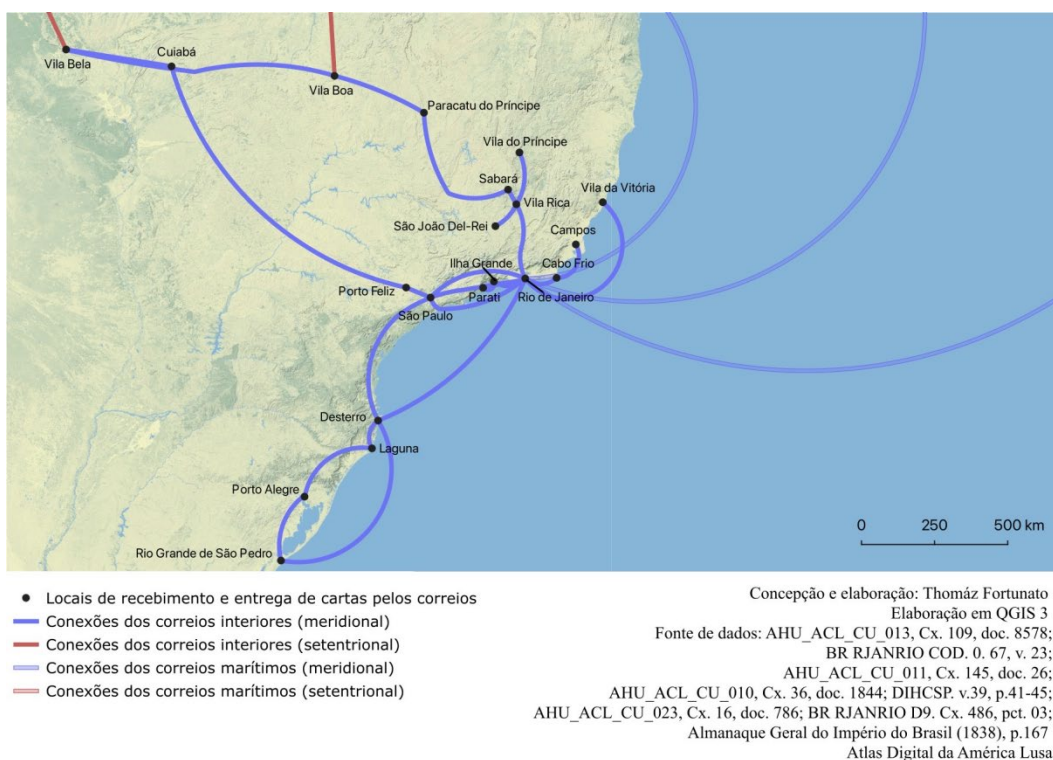 Vila Bela
Cuiabá
Vila Boa
Paracatu do Príncipe
Vila do Príncipe
Sabará
Vila da Vitória
Vila Rica
São João Del-Rei
Campos
Ilha Grande
Cabo Frio
Porto Feliz
Parati
Rio de Janeiro
São Paulo
Desterro
Laguna
Porto Alegre
Rio Grande de São Pedro
0 250 500 km
Locais de recebimento e entrega de cartas pelos correios
Conexões dos correios interiores (meridional)
Conexões dos correios interiores (setentrional)
Conexões dos correios marítimos (meridional)
Conexões dos correios marítimos (setentrional)
Concepção e elaboração: Thomáz Fortunato
Elaboração em QGIS 3
Fonte de dados: AHU_ACL_CU_013, Cx. 109, doc. 8578;
BR RJANRIO COD. 0. 67, v. 23;
AHU_ACL_CU_011, Cx. 145, doc. 26;
AHU_ACL_CU_010, Cx. 36, doc. 1844; DIHCSP. v.39, p.41-45;
AHU_ACL_CU_023, Cx. 16, doc. 786; BR RJANRIO D9. Cx. 486, pct. 03;
Almanaque Geral do Império do Brasil (1838), p.167
Atlas Digital da América Lusa